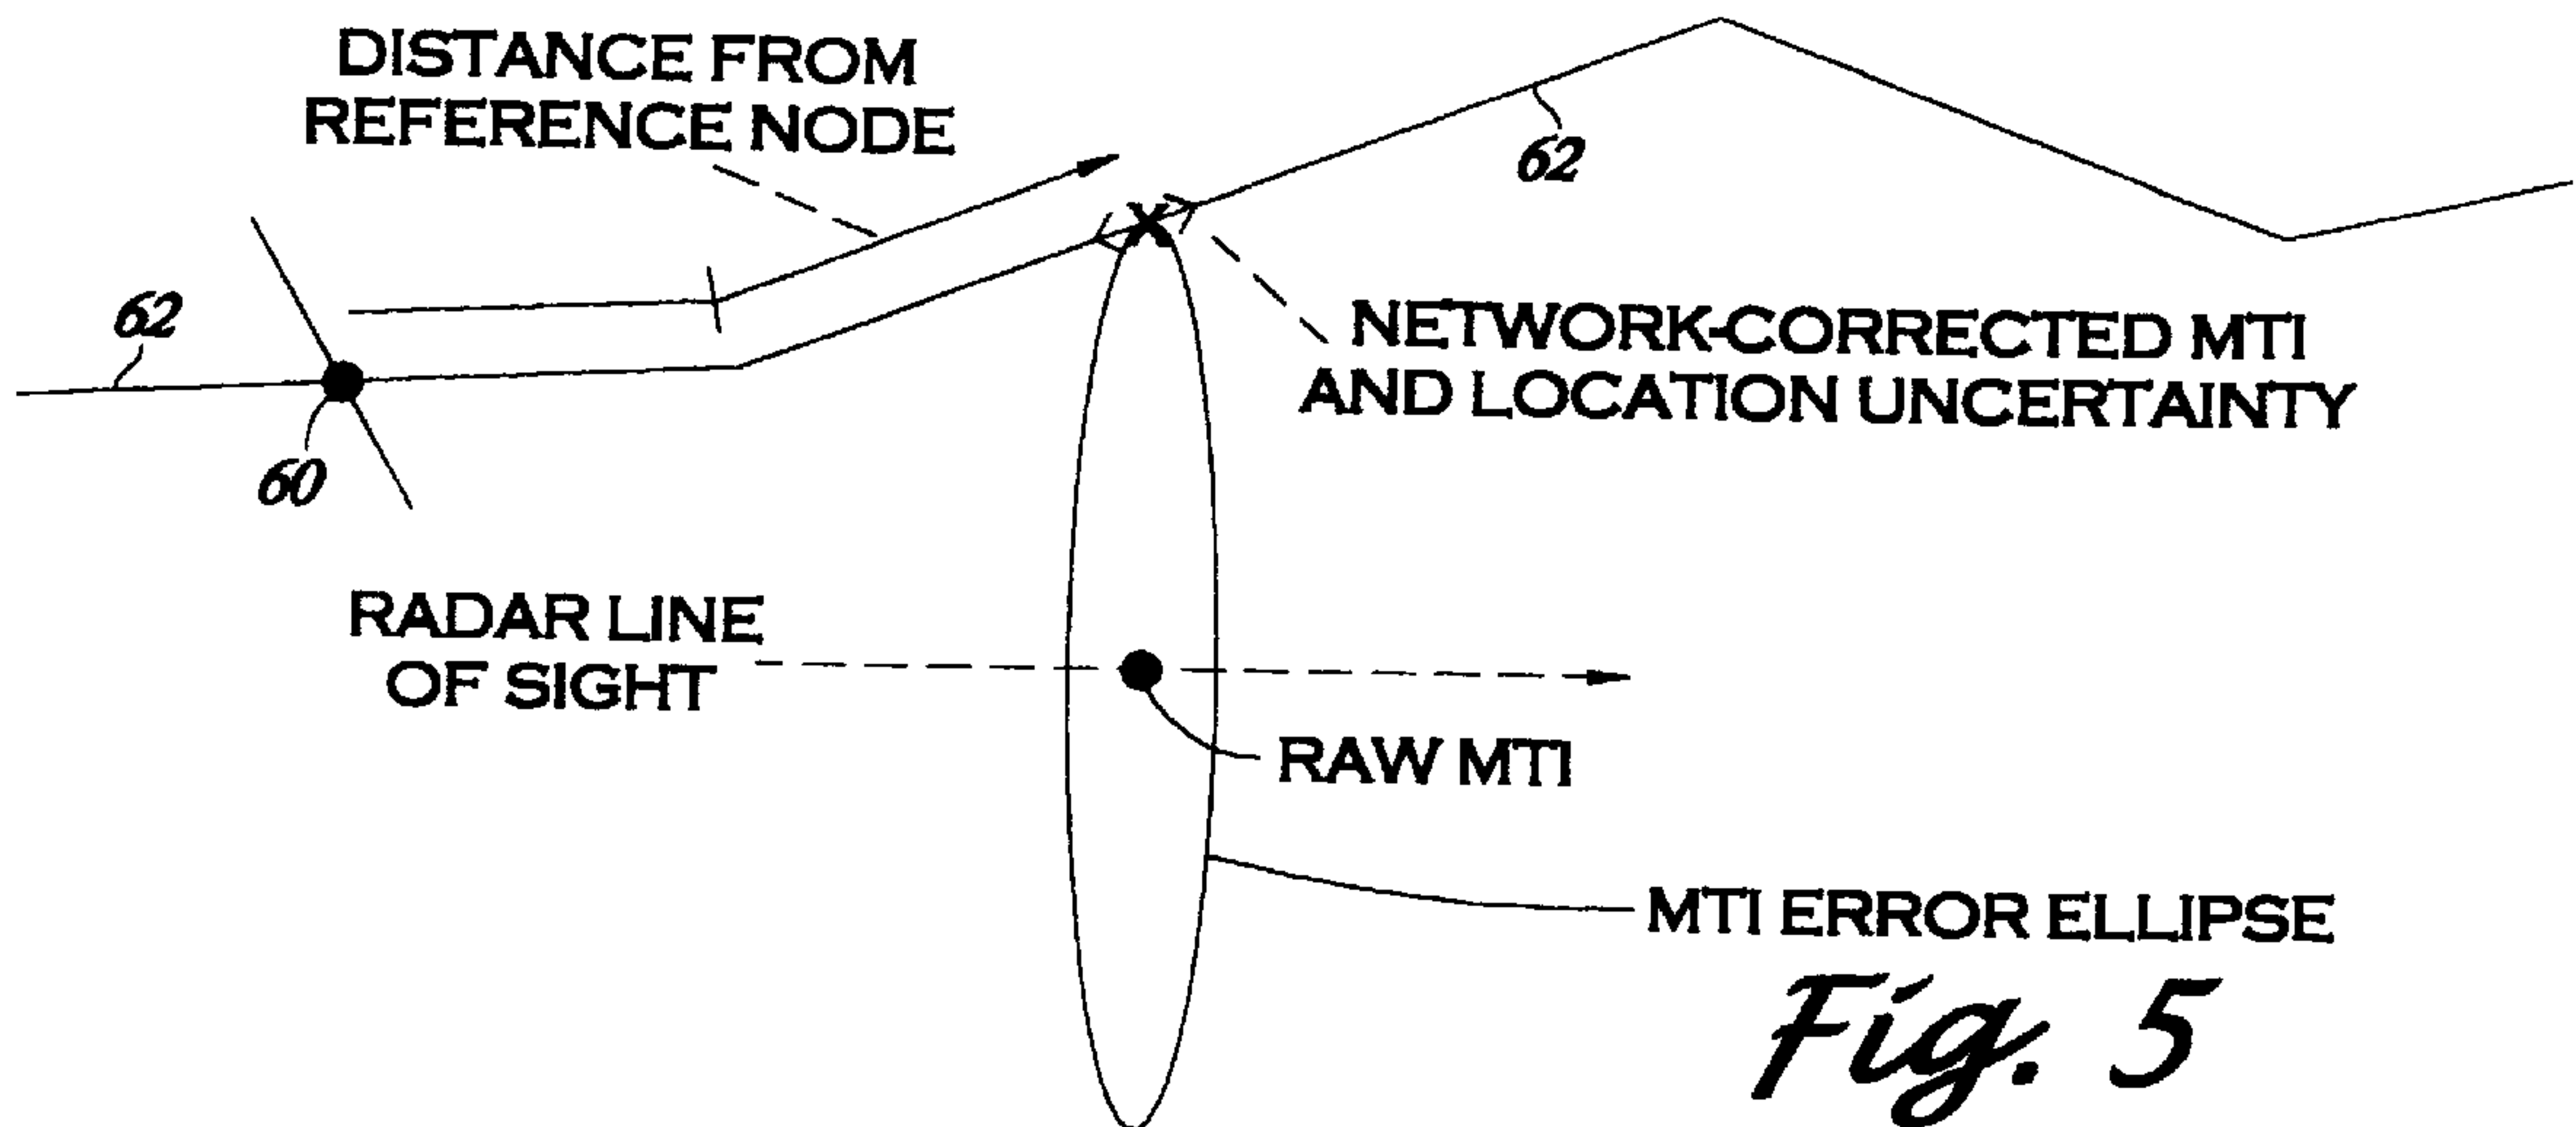 DISTANCE FROM
REFERENCE NODE
62
62
60
NETWORK-CORRECTED MTI
AND LOCATION UNCERTAINTY
RADAR LINE
OF SIGHT
RAW MTI
MTI ERROR ELLIPSE
Fig. 5